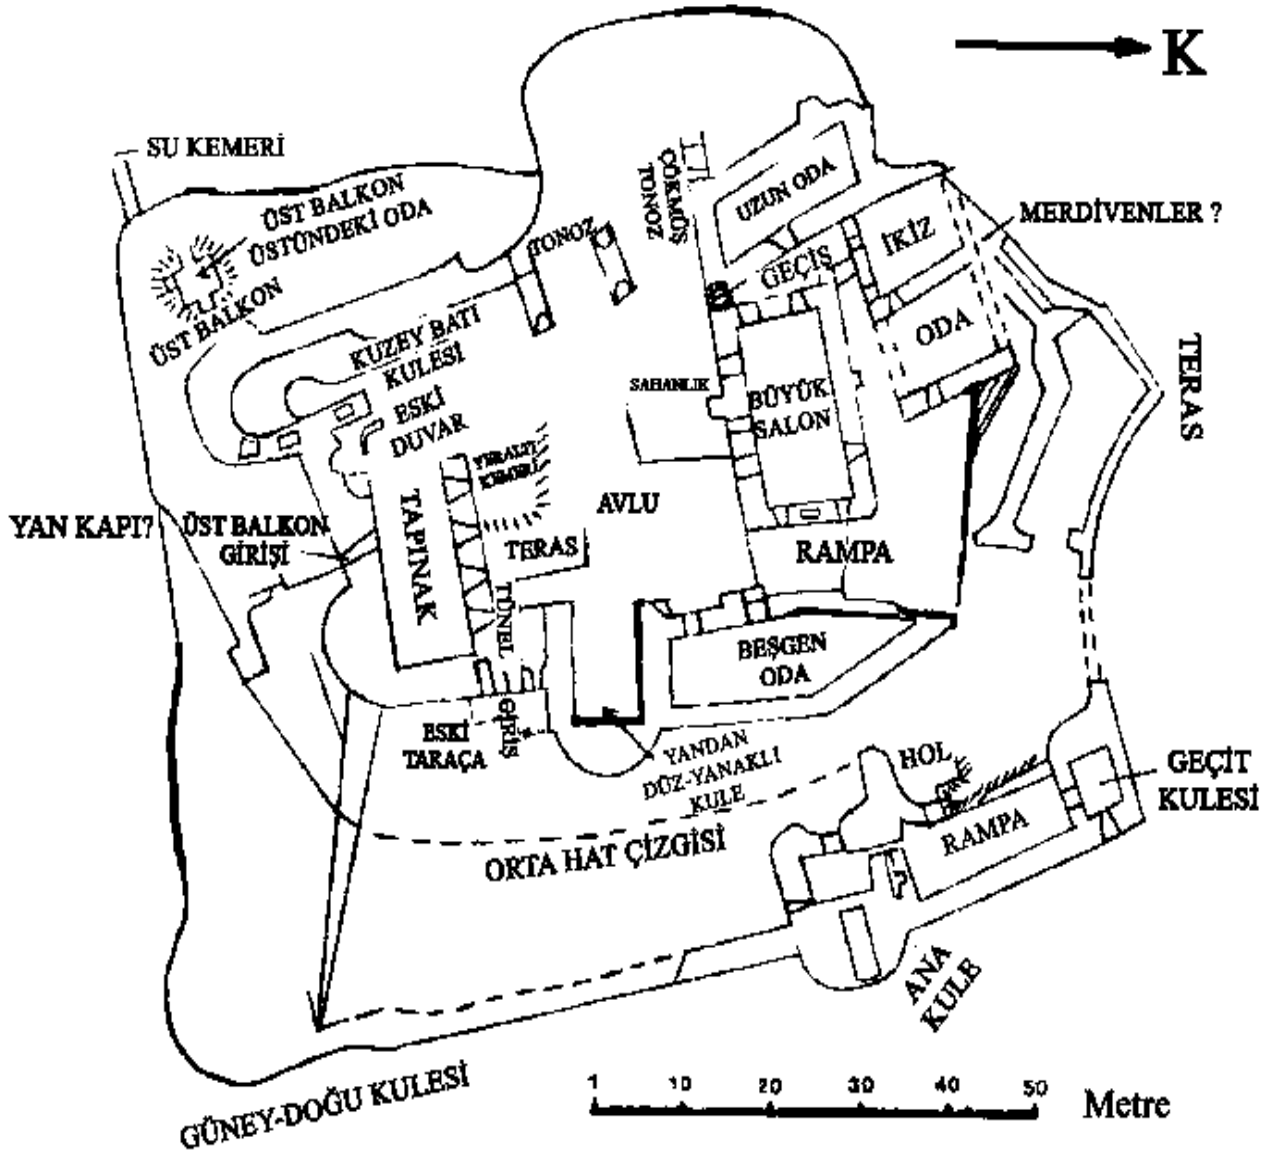 K
SU KEMERİ
ÜST BALKON
ÜSTÜNDEKİ ODA
ÜST BALKON
TONOZ
ÇÖKMÜŞ
TONOZ
UZUN ODA
GEÇİŞ
İKİZ
ODA
MERDİVENLER ?
TERAS
KUZEY BATI
KULESİ
ESKİ
DUVAR
SAHANLIK
BÜYÜK
SALON
YERALTI
AVLU
YAN KAPI?
ÜST BALKON
GİRİŞİ
TAPINAK
TERAS
RAMPA
TÜNEL
BEŞGEN
ODA
ESKİ
TARAÇA
GİRİŞ
YANDAN
DÜZ-YANAKLI
KULE
HOL
GEÇİT
KULESİ
RAMPA
ORTA HAT ÇİZGİSİ
?
ANA
KULE
GÜNEY-DOĞU KULESİ
1 10 20 30 40 50
Metre